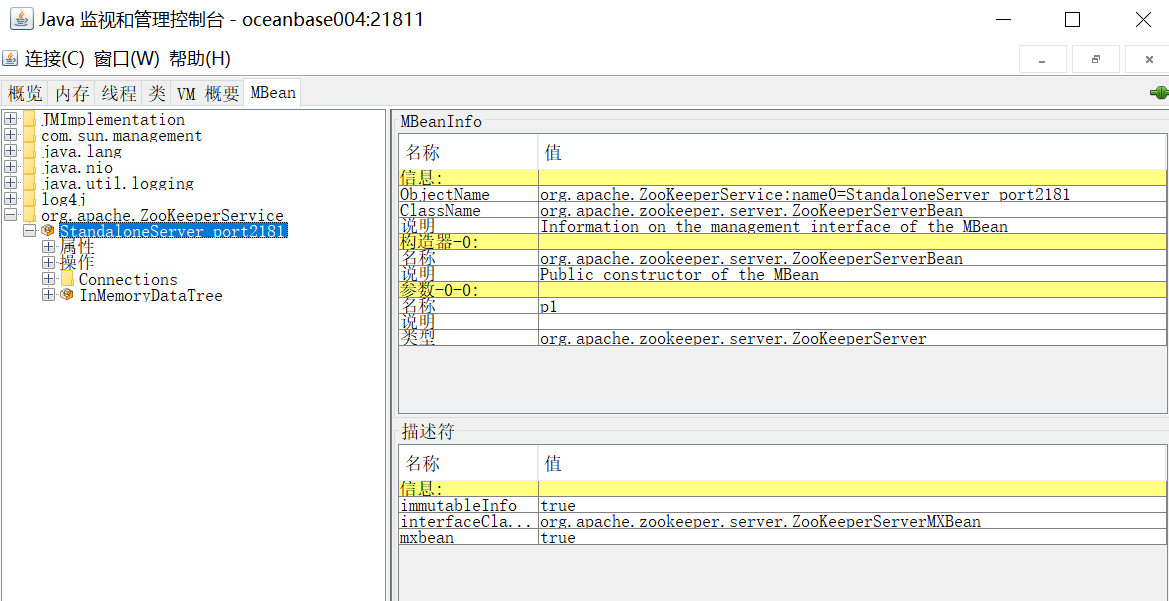 Java 监视和管理控制台 - oceanbase004:21811
连接(C) 窗口(W) 帮助(H)
概览 内存 线程 类 VM 概要 MBean
JMImplementation
com.sun.management
java.lang
java.nio
java.util.logging
log4j
org.apache.ZooKeeperService
StandaloneServer_port2181
属性
操作
Connections
InMemoryDataTree
MBeanInfo
名称 值
信息:
ObjectName org.apache.ZooKeeperService:name0=StandaloneServer_port2181
ClassName org.apache.zookeeper.server.ZooKeeperServerBean
说明 Information on the management interface of the MBean
构造器-0:
名称 org.apache.zookeeper.server.ZooKeeperServerBean
说明 Public constructor of the MBean
参数-0-0:
名称 p1
说明
类型 org.apache.zookeeper.server.ZooKeeperServer
描述符
名称 值
信息:
immutableInfo true
interfaceCla... org.apache.zookeeper.server.ZooKeeperServerMXBean
mxbean true